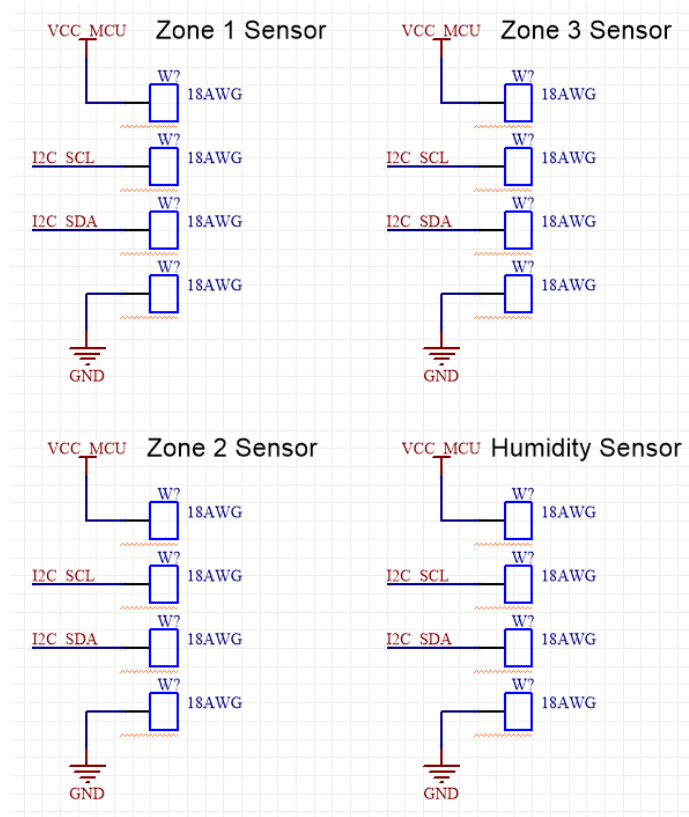 VCC_MCU Zone 1 Sensor
W?
18AWG
W?
I2C_SCL 18AWG
W?
I2C_SDA 18AWG
W?
18AWG
GND
VCC_MCU Zone 3 Sensor
W?
18AWG
W?
I2C_SCL 18AWG
W?
I2C_SDA 18AWG
W?
18AWG
GND
VCC_MCU Zone 2 Sensor
W?
18AWG
W?
I2C_SCL 18AWG
W?
I2C_SDA 18AWG
W?
18AWG
GND
VCC_MCU Humidity Sensor
W?
18AWG
W?
I2C_SCL 18AWG
W?
I2C_SDA 18AWG
W?
18AWG
GND